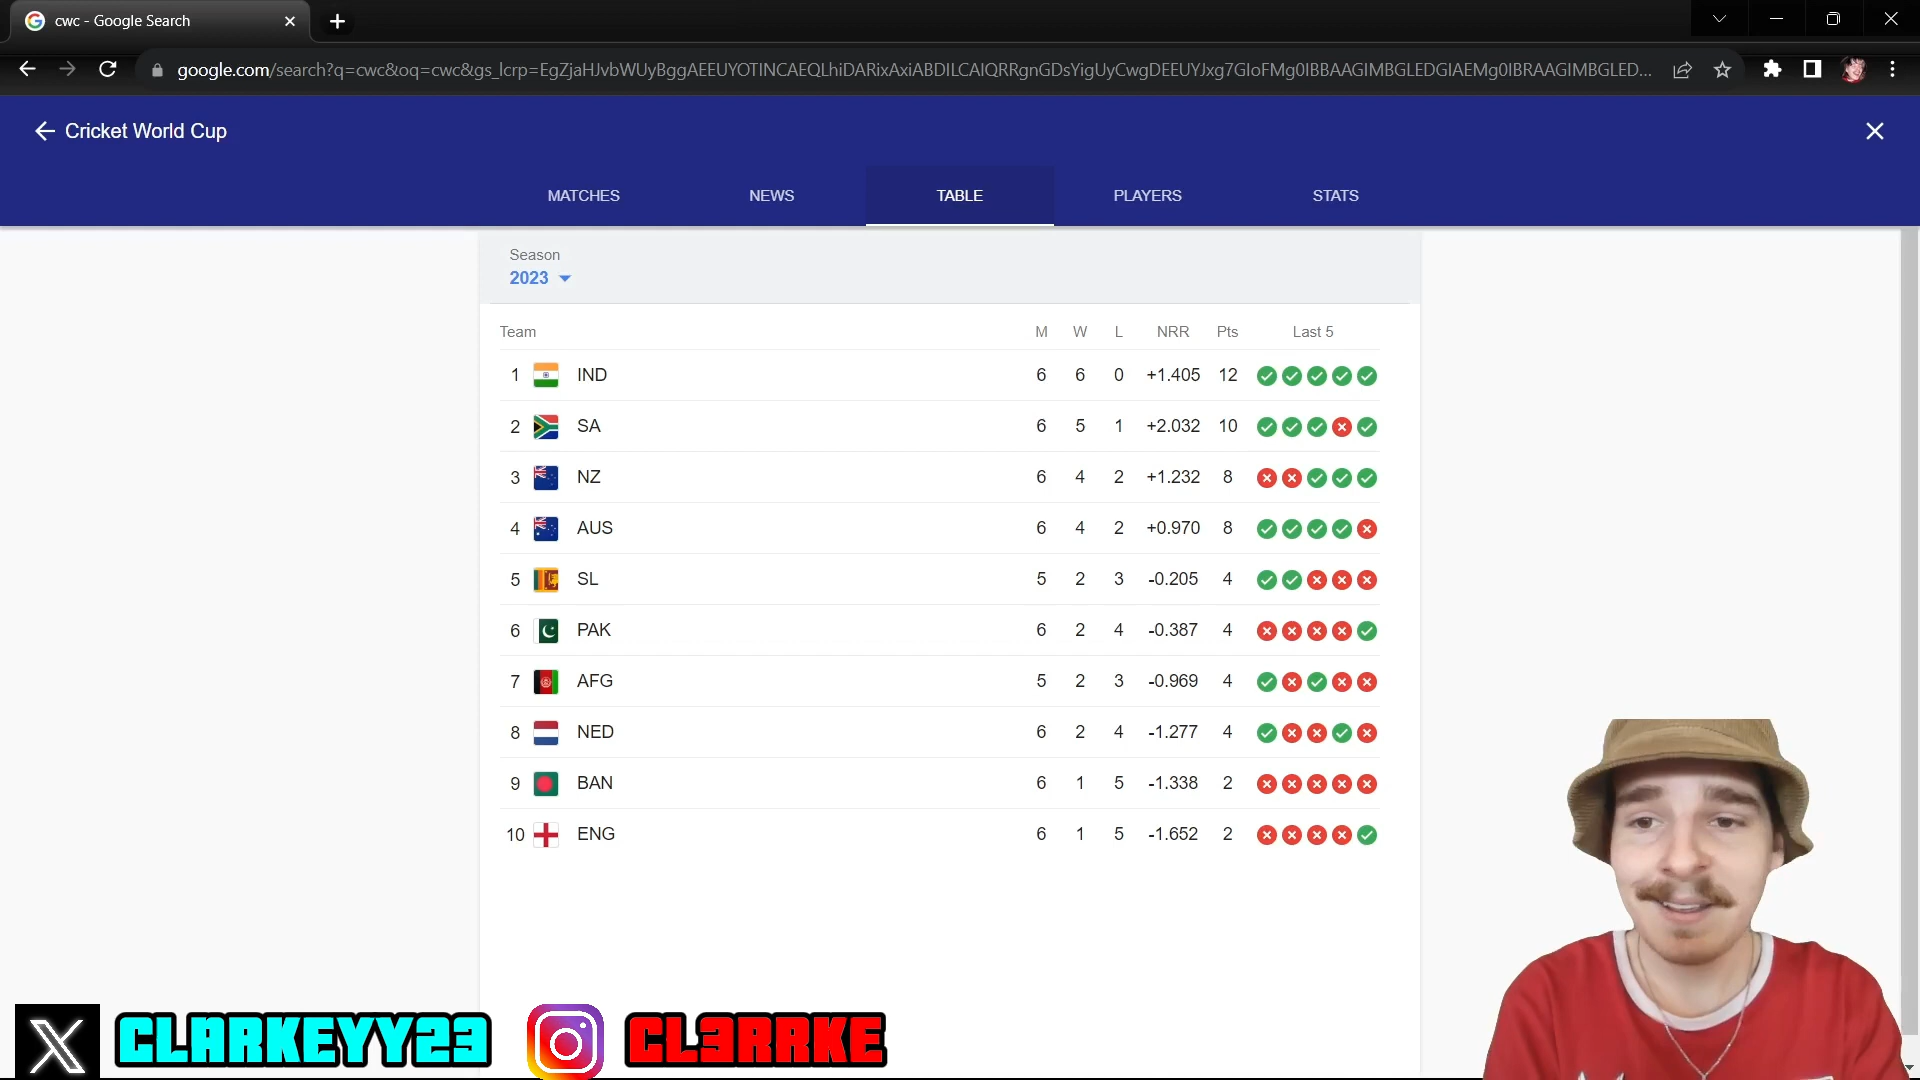 cwc - Google Search
google.com/search?q=cwc&oq=cwc&gs_lcrp=EgZjaHJvbWUyBggAEEUYOTINCAEQLhiDARixAxiABDILCAIQRRgnGDsYigUyCwgDEEUYJxg7GIoFMg0IBBAAGIMBGLEDGIAEMg0IBRAAGIMBGLED...
Cricket World Cup
MATCHES NEWS TABLE PLAYERS STATS
Season
2023
Team M W L NRR Pts Last 5
1 IND 6 6 0 +1.405 12
2 SA 6 5 1 +2.032 10
3 NZ 6 4 2 +1.232 8
4 AUS 6 4 2 +0.970 8
5 SL 5 2 3 -0.205 4
6 PAK 6 2 4 -0.387 4
7 AFG 5 2 3 -0.969 4
8 NED 6 2 4 -1.277 4
9 BAN 6 1 5 -1.338 2
10 ENG 6 1 5 -1.652 2
CLARKEYY23 CL3RRKE